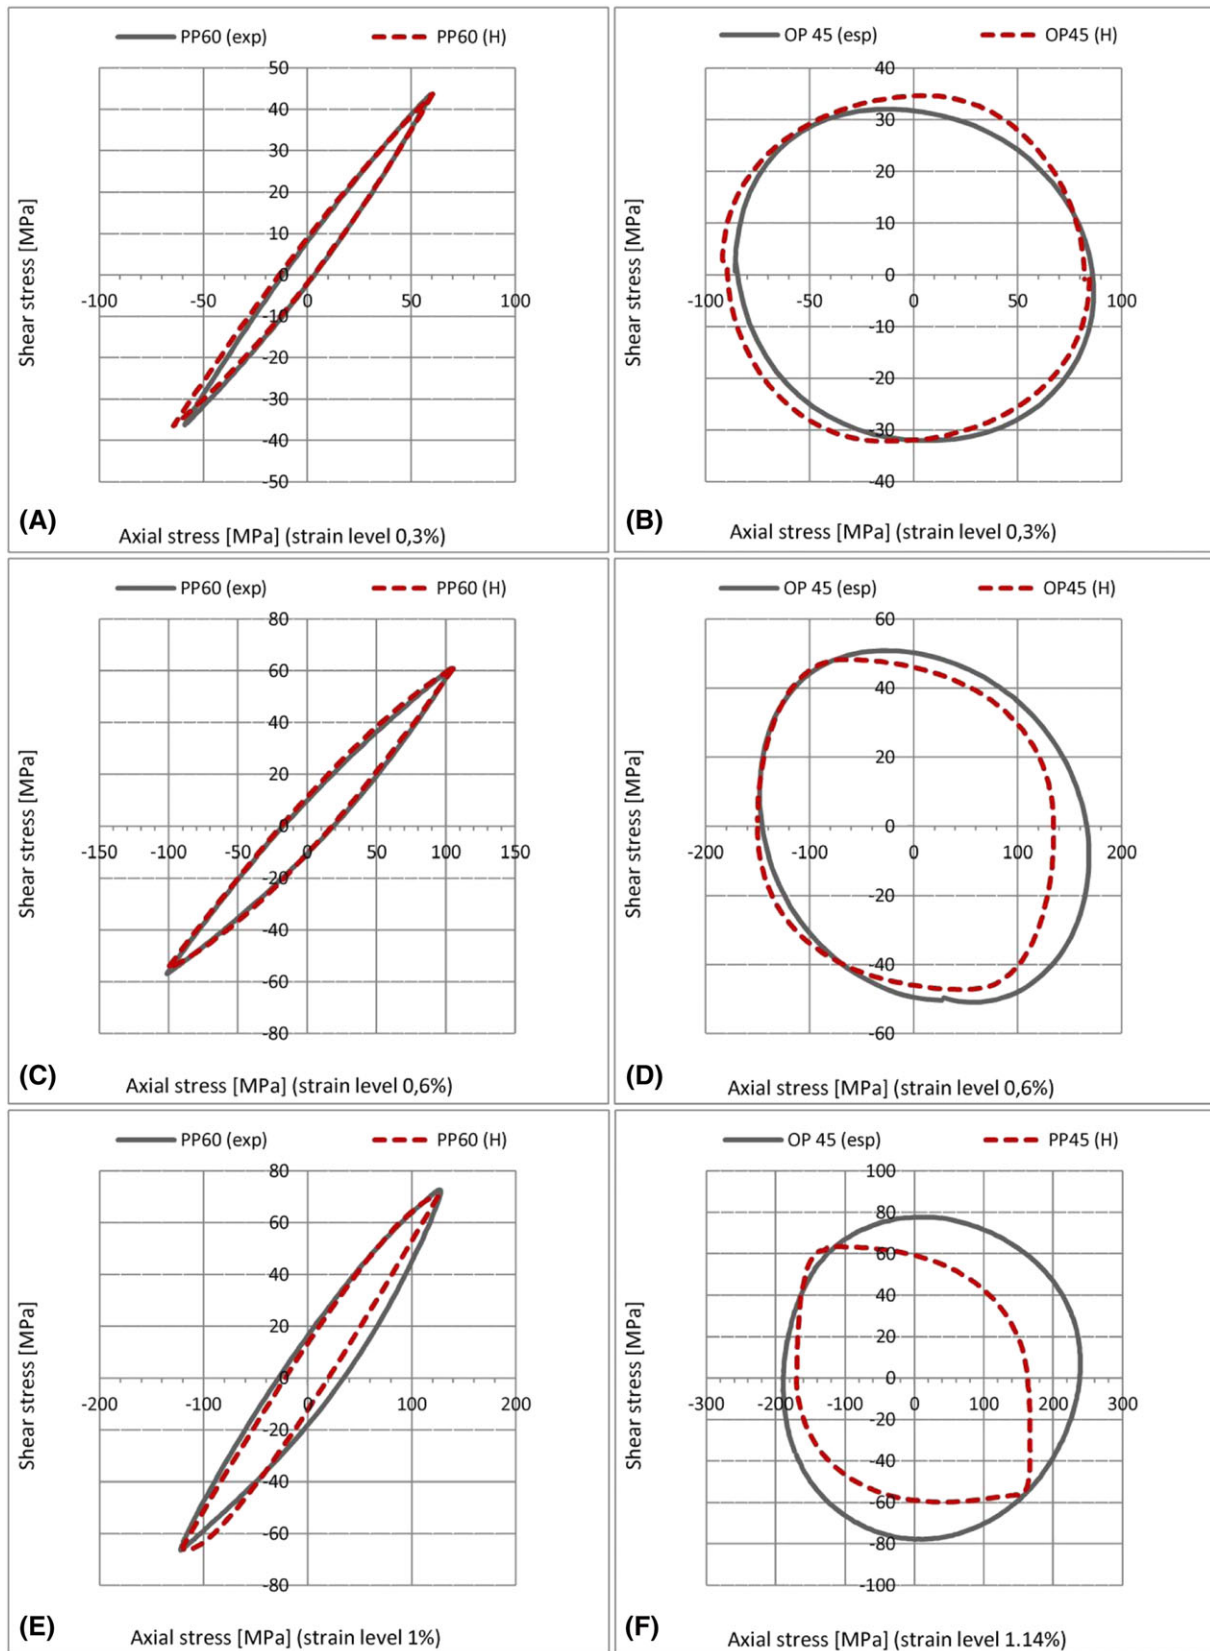 PP60 (exp) PP60 (H)
50
40
30
20
10
0
-100 -50 0 50 100
-10
-20
-30
-40
-50
Shear stress [MPa]
(A)
Axial stress [MPa] (strain level 0,3%)
OP 45 (esp) OP45 (H)
40
30
20
10
0
-100 -50 0 50 100
-10
-20
-30
-40
Shear stress [MPa]
(B)
Axial stress [MPa] (strain level 0,3%)
PP60 (exp) PP60 (H)
80
60
40
20
0
-150 -100 -50 0 50 100 150
-20
-40
-60
-80
Shear stress [MPa]
(C)
Axial stress [MPa] (strain level 0,6%)
OP 45 (esp) OP45 (H)
60
40
20
0
-200 -100 0 100 200
-20
-40
-60
Shear stress [MPa]
(D)
Axial stress [MPa] (strain level 0,6%)
PP60 (exp) PP60 (H)
80
60
40
20
0
-200 -100 0 100 200
-20
-40
-60
-80
Shear stress [MPa]
(E)
Axial stress [MPa] (strain level 1%)
OP 45 (esp) PP45 (H)
100
80
60
40
20
0
-300 -200 -100 0 100 200 300
-20
-40
-60
-80
-100
Shear stress [MPa]
(F)
Axial stress [MPa] (strain level 1.14%)